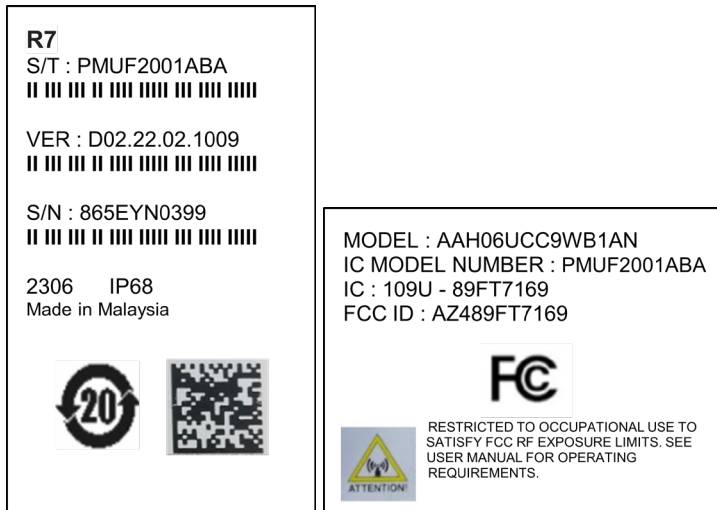 R7
S/T : PMUF2001ABA
VER : D02.22.02.1009
S/N : 865EYN0399
2306 IP68
Made in Malaysia
20
MODEL : AAH06UCC9WB1AN
IC MODEL NUMBER : PMUF2001ABA
IC : 109U - 89FT7169
FCC ID : AZ489FT7169
FC
RESTRICTED TO OCCUPATIONAL USE TO
SATISFY FCC RF EXPOSURE LIMITS. SEE
USER MANUAL FOR OPERATING
REQUIREMENTS.
ATTENTION!